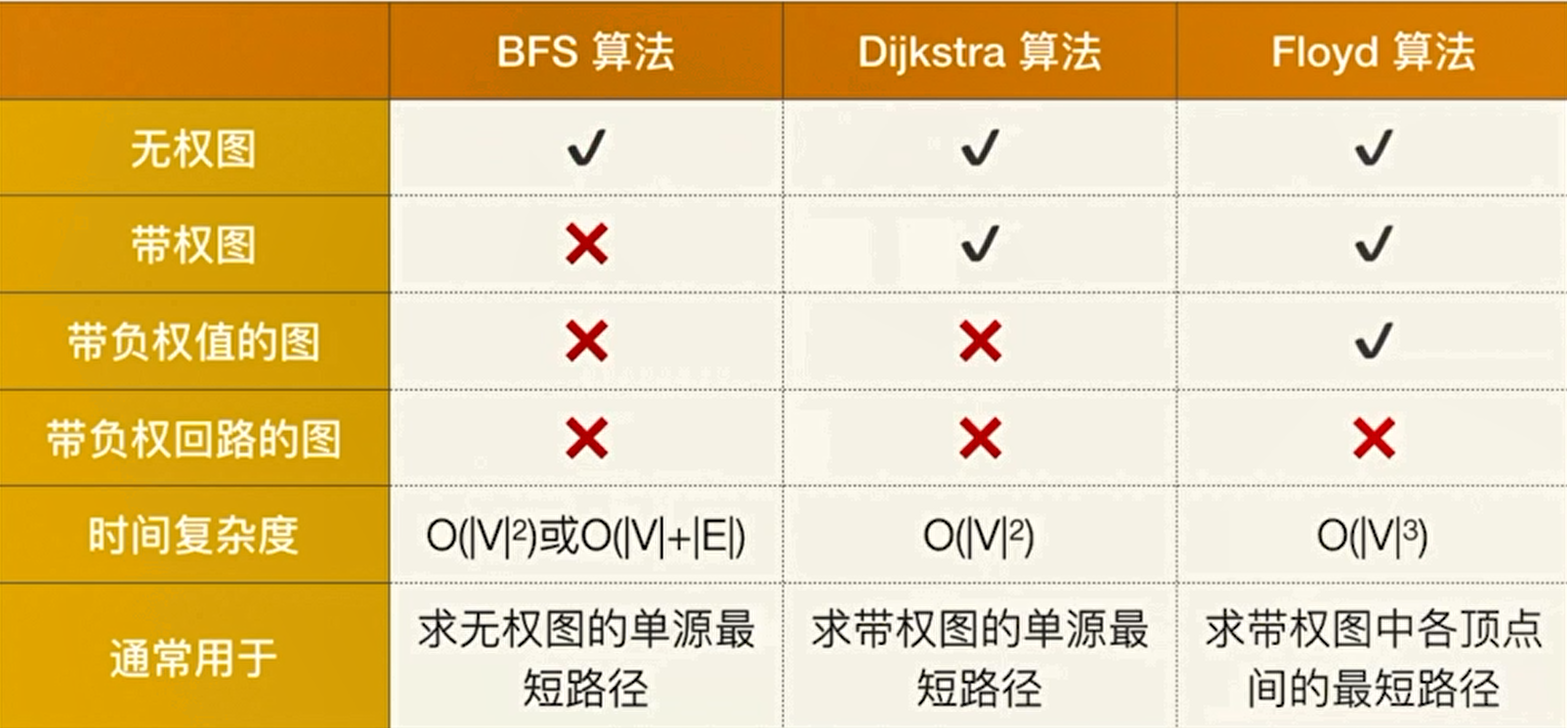 BFS 算法 Dijkstra 算法 Floyd 算法
无权图 ✓ ✓ ✓
带权图 ✕ ✓ ✓
带负权值的图 ✕ ✕ ✓
带负权回路的图 ✕ ✕ ✕
时间复杂度 O(|V|²)或O(|V|+|E|) O(|V|²) O(|V|³)
通常用于 求无权图的单源最短路径 求带权图的单源最短路径 求带权图中各顶点间的最短路径